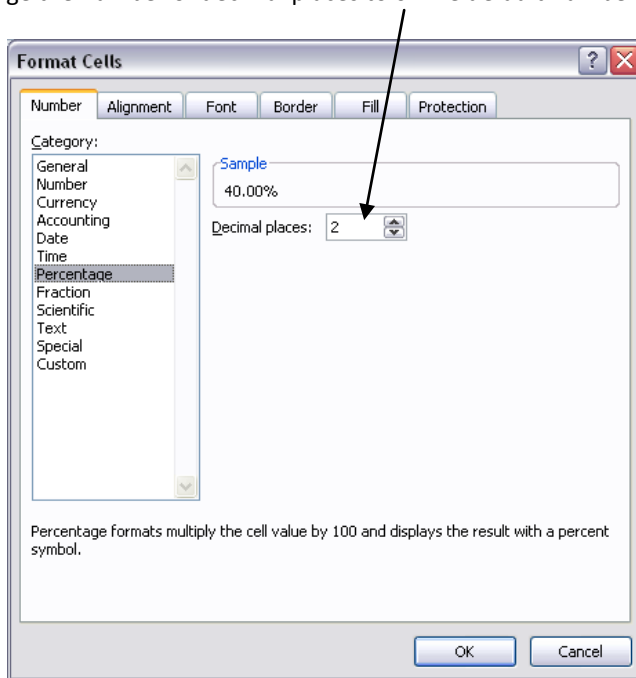 Format Cells
Number Alignment Font Border Fill Protection
Category:
General
Number
Currency
Accounting
Date
Time
Percentage
Fraction
Scientific
Text
Special
Custom
Sample
40.00%
Decimal places: 2
Percentage formats multiply the cell value by 100 and displays the result with a percent
symbol.
OK Cancel